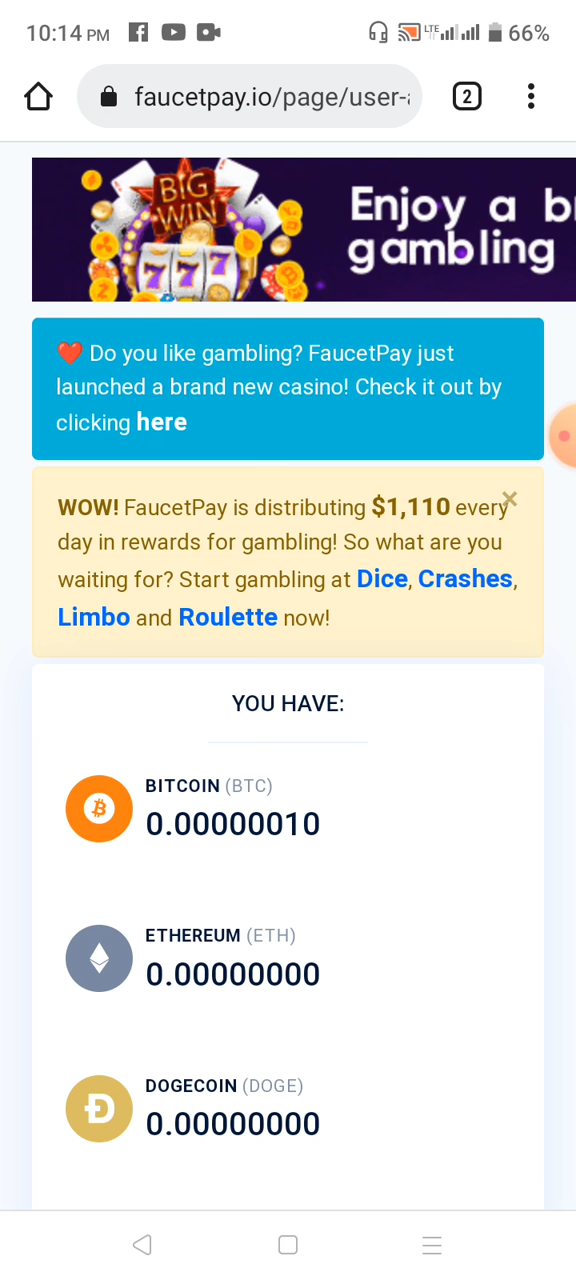 10:14 PM LTE 66%
faucetpay.io/page/user-
2
BIG
WIN
777
Enjoy a b
gambling
❤️ Do you like gambling? FaucetPay just
launched a brand new casino! Check it out by
clicking here
×
WOW! FaucetPay is distributing $1,110 every
day in rewards for gambling! So what are you
waiting for? Start gambling at Dice, Crashes,
Limbo and Roulette now!
YOU HAVE:
BITCOIN (BTC)
0.00000010
ETHEREUM (ETH)
0.00000000
DOGECOIN (DOGE)
0.00000000